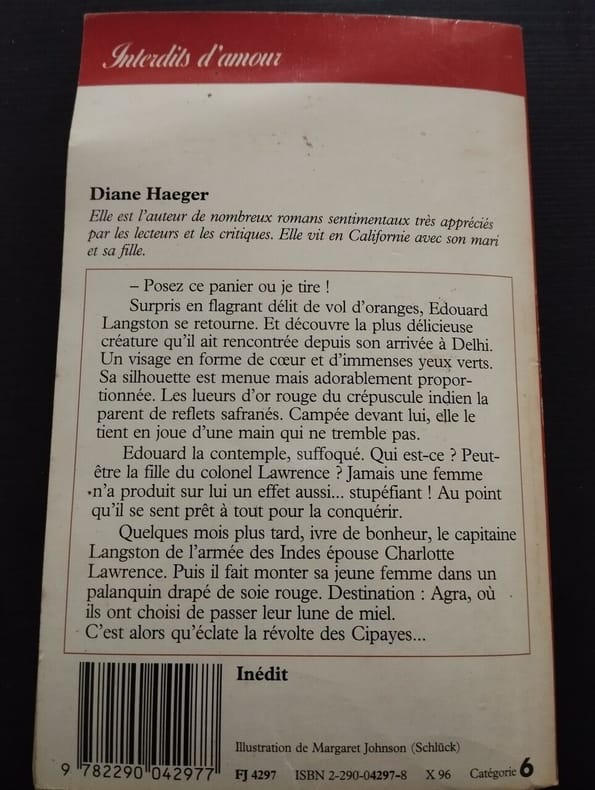 Interdits d'amour
Diane Haeger
Elle est l'auteur de nombreux romans sentimentaux très appréciés
par les lecteurs et les critiques. Elle vit en Californie avec son mari
et sa fille.
– Posez ce panier ou je tire !
Surpris en flagrant délit de vol d'oranges, Edouard
Langston se retourne. Et découvre la plus délicieuse
créature qu'il ait rencontrée depuis son arrivée à Delhi.
Un visage en forme de cœur et d'immenses yeux verts.
Sa silhouette est menue mais adorablement propor-
tionnée. Les lueurs d'or rouge du crépuscule indien la
parent de reflets safranés. Campée devant lui, elle le
tient en joue d'une main qui ne tremble pas.
Edouard la contemple, suffoqué. Qui est-ce ? Peut-
être la fille du colonel Lawrence ? Jamais une femme
n'a produit sur lui un effet aussi... stupéfiant ! Au point
qu'il se sent prêt à tout pour la conquérir.
Quelques mois plus tard, ivre de bonheur, le capitaine
Langston de l'armée des Indes épouse Charlotte
Lawrence. Puis il fait monter sa jeune femme dans un
palanquin drapé de soie rouge. Destination : Agra, où
ils ont choisi de passer leur lune de miel.
C'est alors qu'éclate la révolte des Cipayes...
Inédit
Illustration de Margaret Johnson (Schlück)
9 782290 042977
FJ 4297 ISBN 2-290-04297-8 X 96 Catégorie 6